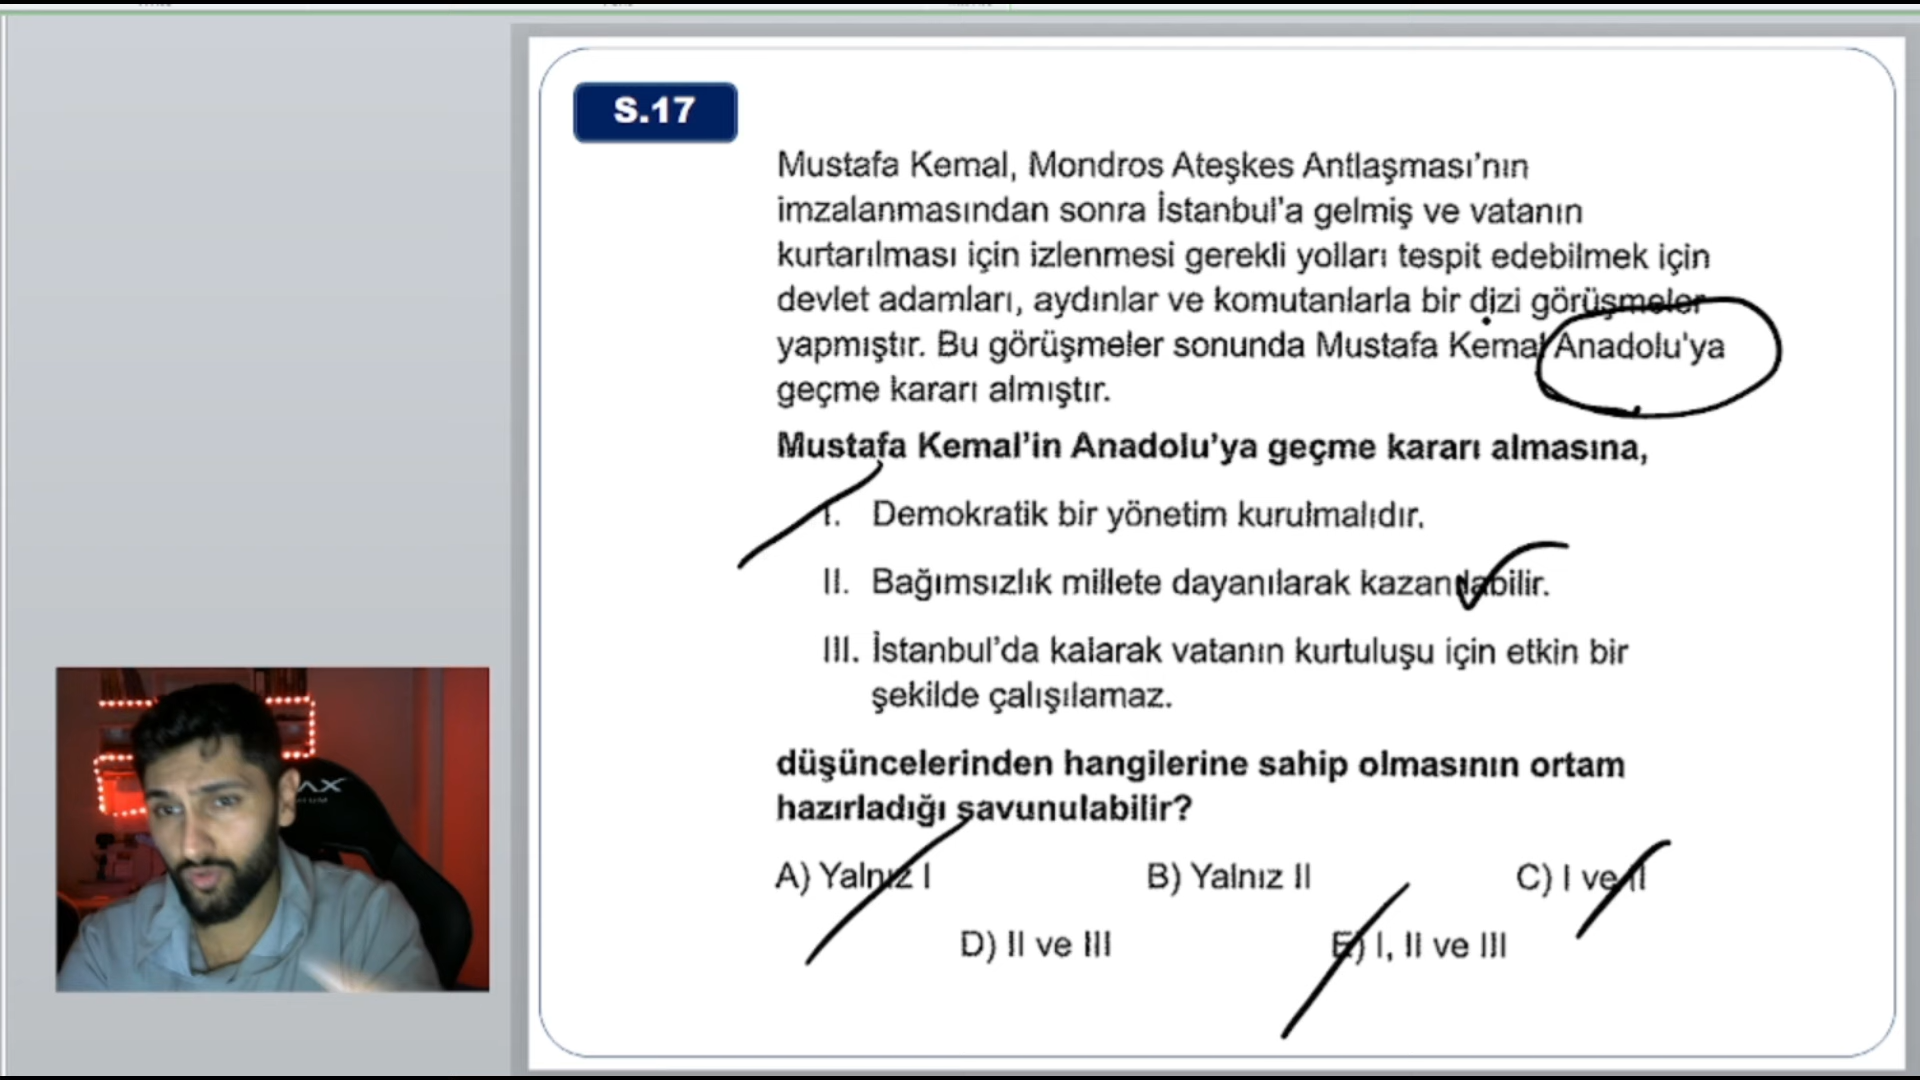 S.17
Mustafa Kemal, Mondros Ateşkes Antlaşması'nın
imzalanmasından sonra İstanbul'a gelmiş ve vatanın
kurtarılması için izlenmesi gerekli yolları tespit edebilmek için
devlet adamları, aydınlar ve komutanlarla bir dizi görüşmeler
yapmıştır. Bu görüşmeler sonunda Mustafa Kemal Anadolu'ya
geçme kararı almıştır.
Mustafa Kemal'in Anadolu'ya geçme kararı almasına,
I. Demokratik bir yönetim kurulmalıdır.
II. Bağımsızlık millete dayanılarak kazanılabilir.
III. İstanbul'da kalarak vatanın kurtuluşu için etkin bir
şekilde çalışılamaz.
düşüncelerinden hangilerine sahip olmasının ortam
hazırladığı savunulabilir?
A) Yalnız I B) Yalnız II C) I ve II
D) II ve III E) I, II ve III